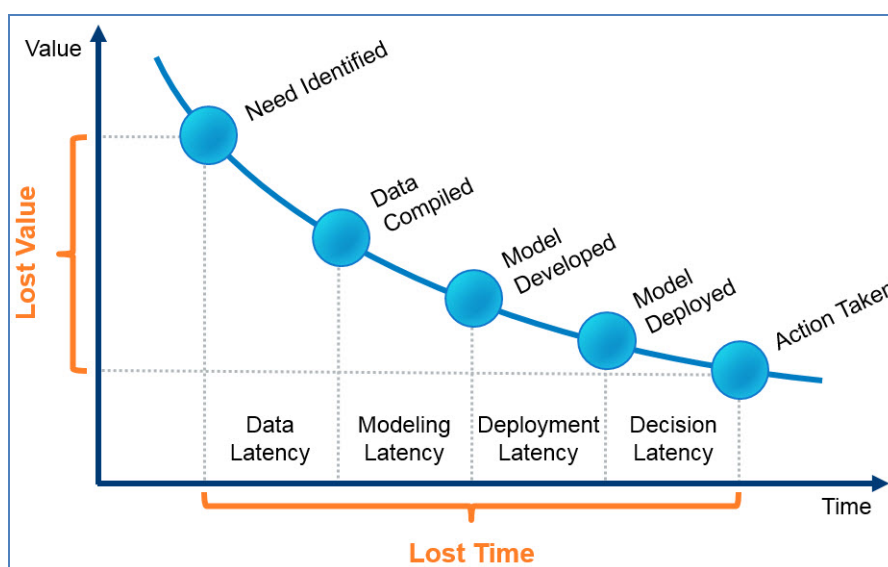 Value
Need Identified
Data
Compiled
Model
Developed
Model
Deployed
Action Taken
Lost Value
Data
Latency
Modeling
Latency
Deployment
Latency
Decision
Latency
Time
Lost Time